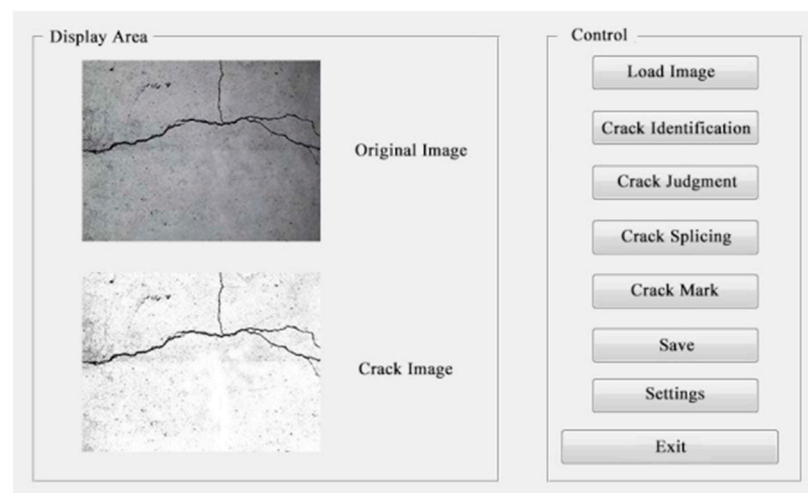 Display Area
Original Image
Crack Image
Control
Load Image
Crack Identification
Crack Judgment
Crack Splicing
Crack Mark
Save
Settings
Exit